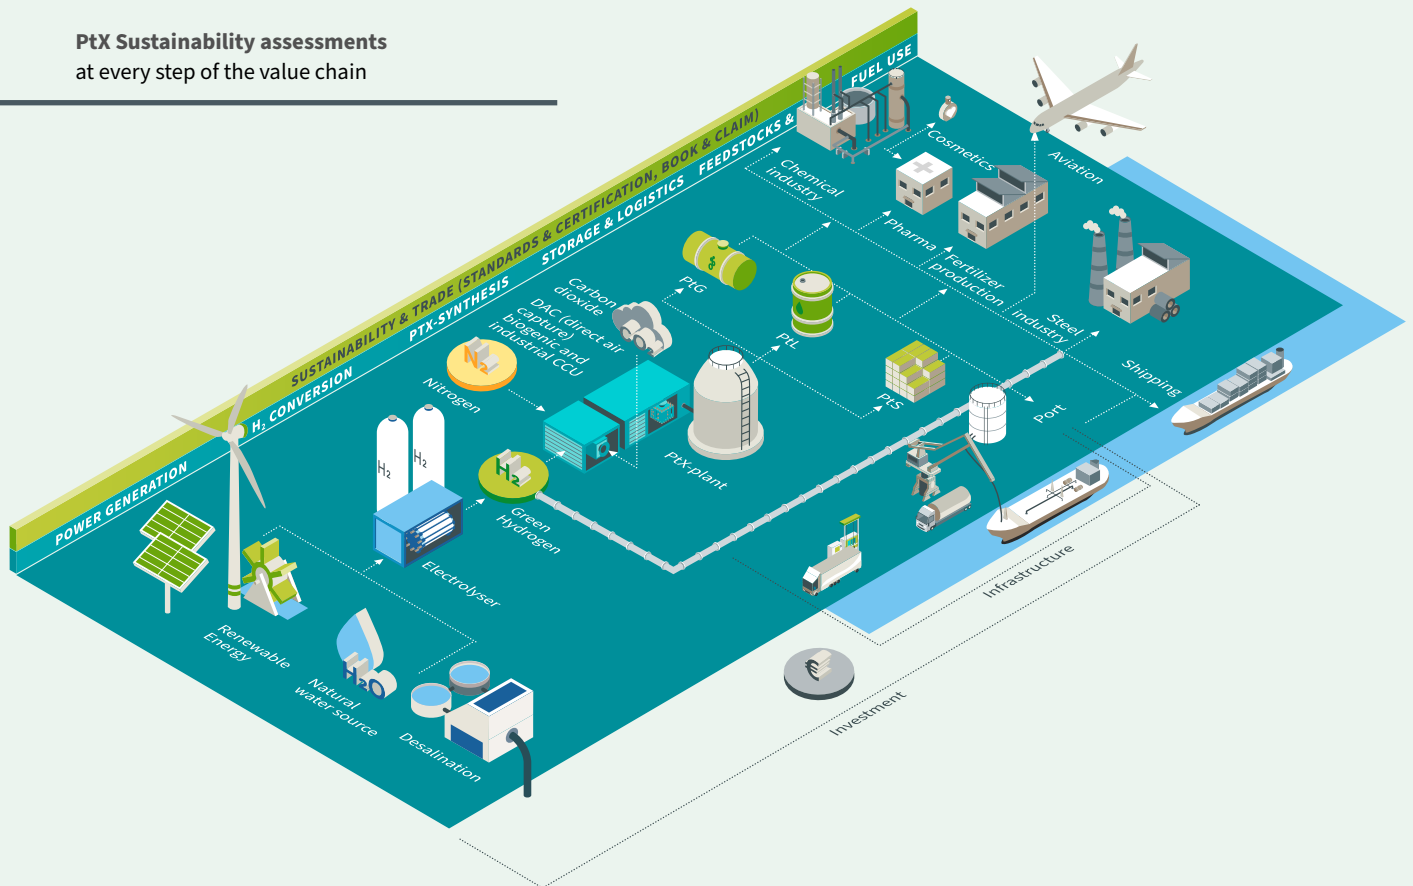 PtX Sustainability assessments
at every step of the value chain
SUSTAINABILITY & TRADE (STANDARDS & CERTIFICATION, BOOK & CLAIM)
POWER GENERATION
H₂ CONVERSION
PTX-SYNTHESIS
STORAGE & LOGISTICS
FEEDSTOCKS &
FUEL USE
Renewable
Energy
H₂O
Natural
water source
Desalination
H₂
H₂
Electrolyser
H₂
Green
Hydrogen
N₂
Nitrogen
Carbon
dioxide
DAC (direct air
capture)
biogenic and
industrial CCU
CO₂
PtX-plant
PtG
PtL
PtS
Chemical
industry
Cosmetics
Pharma
Fertilizer
production
Steel
industry
Aviation
Shipping
Port
Infrastructure
€
Investment